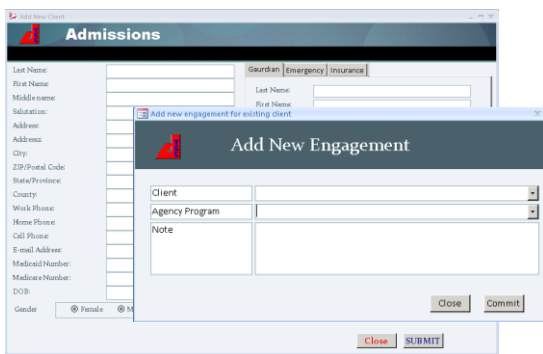 Add New Client
Admissions
Last Name:
First Name:
Middle name:
Salutation:
Address:
Address2:
City:
ZIP/Postal Code:
State/Province:
County:
Work Phone:
Home Phone:
Cell Phone:
E-mail Address:
Medicaid Number:
Medicare Number:
DOB:
Gender Female M
Gaurdian Emergency Insurance
Last Name:
First Name:
Add new engagement for existing client
Add New Engagement
Client
Agency Program
Note
Close Commit
Close SUBMIT